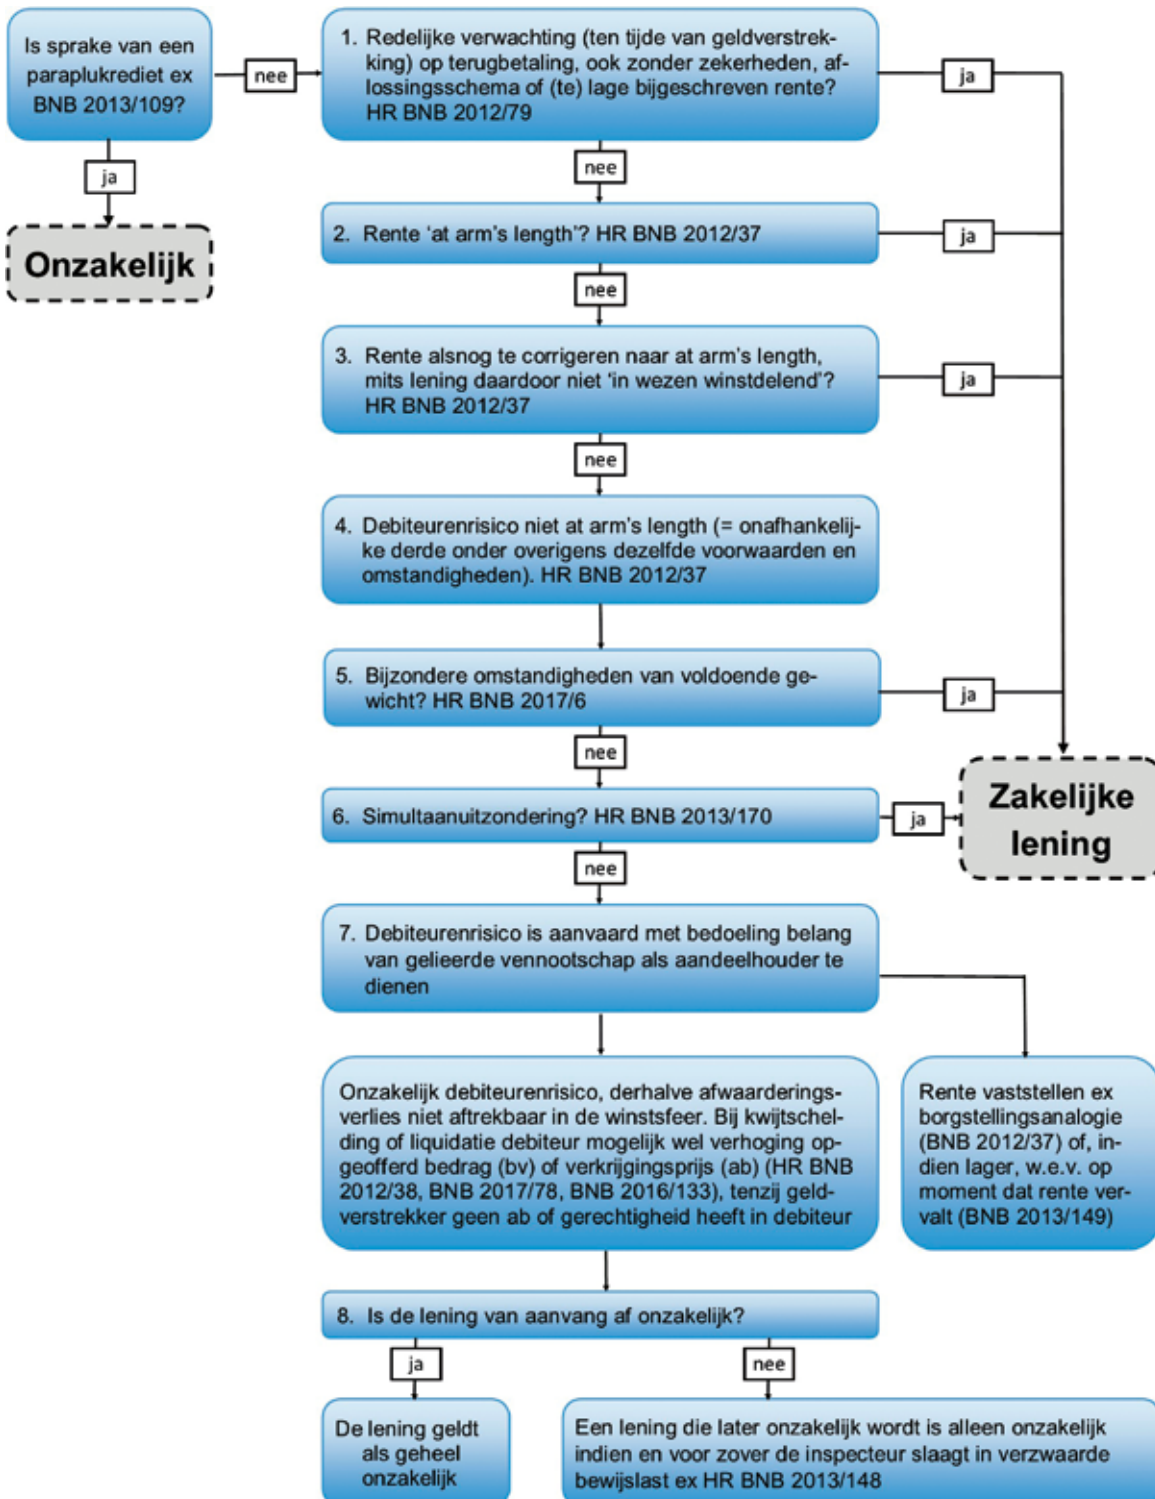 Is sprake van een
paraplukrediet ex
BNB 2013/109?
nee
ja
Onzakelijk
1. Redelijke verwachting (ten tijde van geldverstrek-
king) op terugbetaling, ook zonder zekerheden, af-
lossingsschema of (te) lage bijgeschreven rente?
HR BNB 2012/79
ja
nee
2. Rente ‘at arm’s length’? HR BNB 2012/37
ja
nee
3. Rente alsnog te corrigeren naar at arm’s length,
mits lening daardoor niet ‘in wezen winstdelend’?
HR BNB 2012/37
ja
nee
4. Debiteurenrisico niet at arm’s length (= onafhankelij-
ke derde onder overigens dezelfde voorwaarden en
omstandigheden). HR BNB 2012/37
5. Bijzondere omstandigheden van voldoende ge-
wicht? HR BNB 2017/6
ja
nee
6. Simultaanuitzondering? HR BNB 2013/170
ja
Zakelijke
lening
nee
7. Debiteurenrisico is aanvaard met bedoeling belang
van gelieerde vennootschap als aandeelhouder te
dienen
Onzakelijk debiteurenrisico, derhalve afwaarderings-
verlies niet aftrekbaar in de winstsfeer. Bij kwijtschel-
ding of liquidatie debiteur mogelijk wel verhoging op-
geofferd bedrag (bv) of verkrijgingsprijs (ab) (HR BNB
2012/38, BNB 2017/78, BNB 2016/133), tenzij geld-
verstrekker geen ab of gerechtigheid heeft in debiteur
Rente vaststellen ex
borgstellingsanalogie
(BNB 2012/37) of, in-
dien lager, w.e.v. op
moment dat rente ver-
valt (BNB 2013/149)
8. Is de lening van aanvang af onzakelijk?
ja
nee
De lening geldt
als geheel
onzakelijk
Een lening die later onzakelijk wordt is alleen onzakelijk
indien en voor zover de inspecteur slaagt in verzwaarde
bewijslast ex HR BNB 2013/148